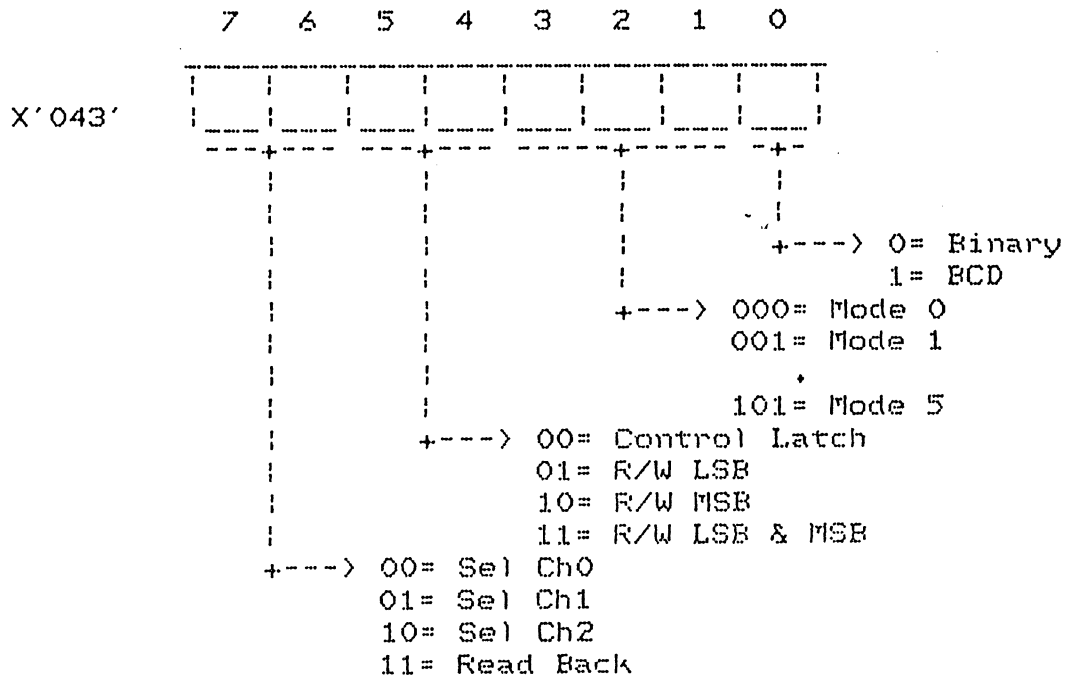 7 6 5 4 3 2 1 0
X'043'
0= Binary
1= BCD
000= Mode 0
001= Mode 1
101= Mode 5
00= Control Latch
01= R/W LSB
10= R/W MSB
11= R/W LSB & MSB
00= Sel Ch0
01= Sel Ch1
10= Sel Ch2
11= Read Back